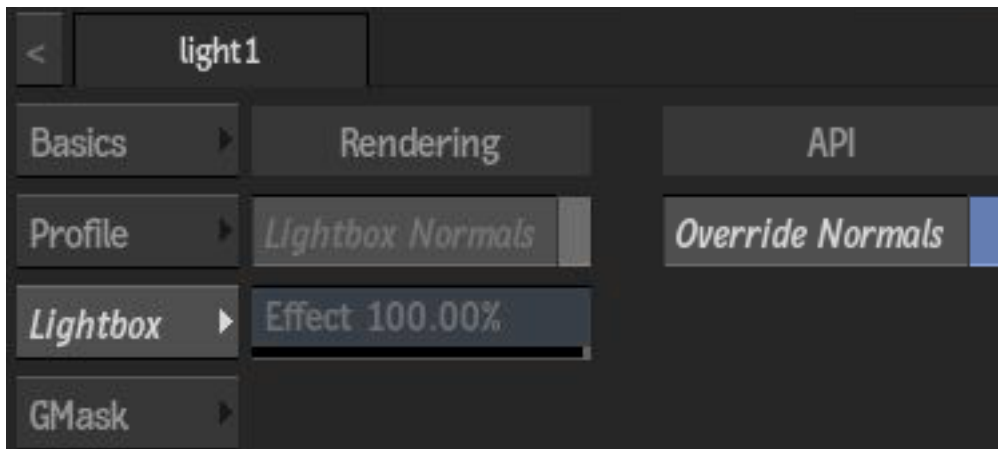 < light1
Basics Rendering API
Profile Lightbox Normals Override Normals
Lightbox Effect 100.00%
GMask